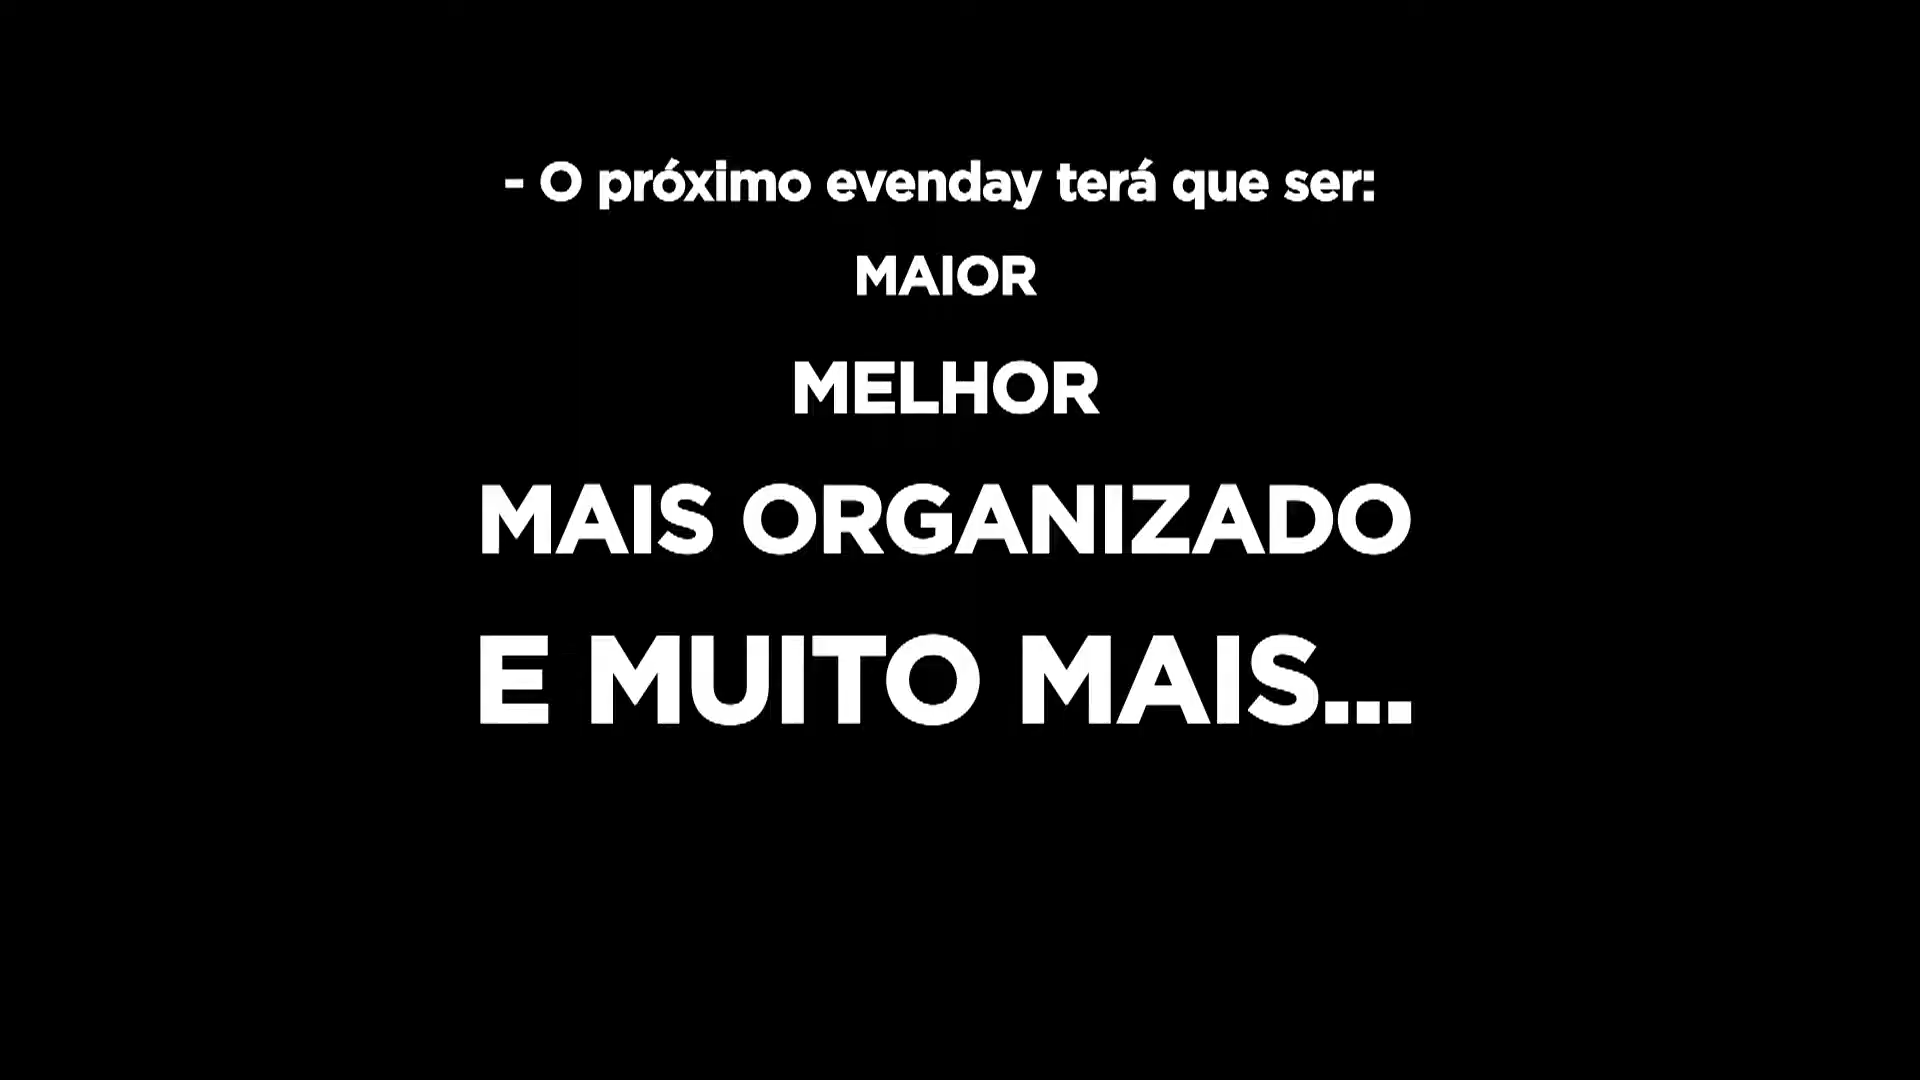 - O próximo evenday terá que ser:
MAIOR
MELHOR
MAIS ORGANIZADO
E MUITO MAIS...